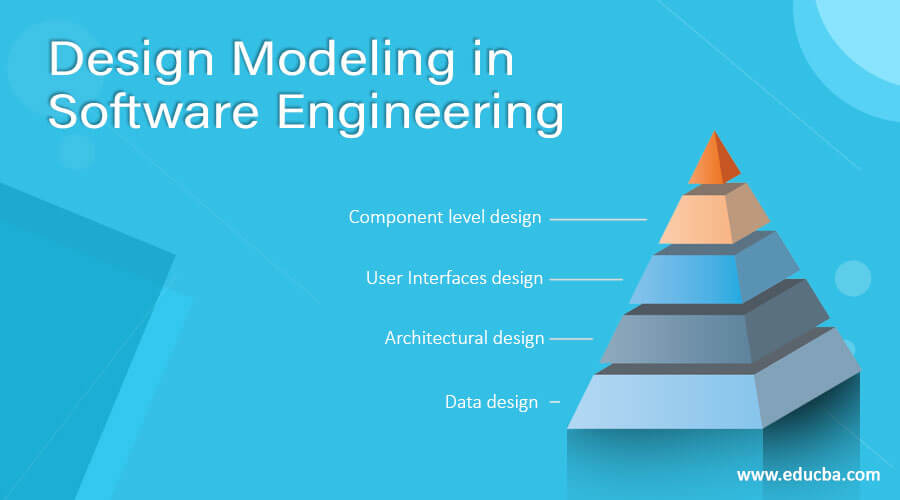 Design Modeling in
Software Engineering
Component level design
User Interfaces design
Architectural design
Data design
www.educba.com